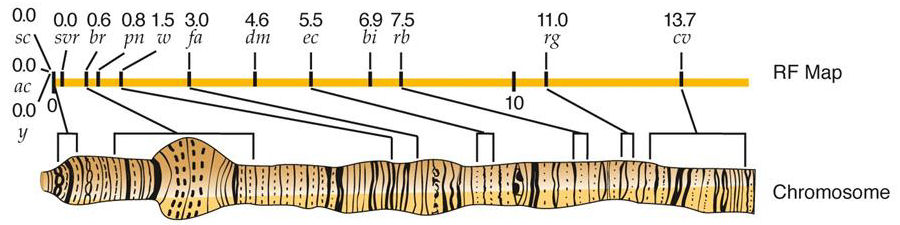 0.0 0.0 0.6 0.8 1.5 3.0 4.6 5.5 6.9 7.5 11.0 13.7
sc svr br pn w fa dm ec bi rb rg cv
0.0
ac
RF Map
0 10
0.0
y
Chromosome